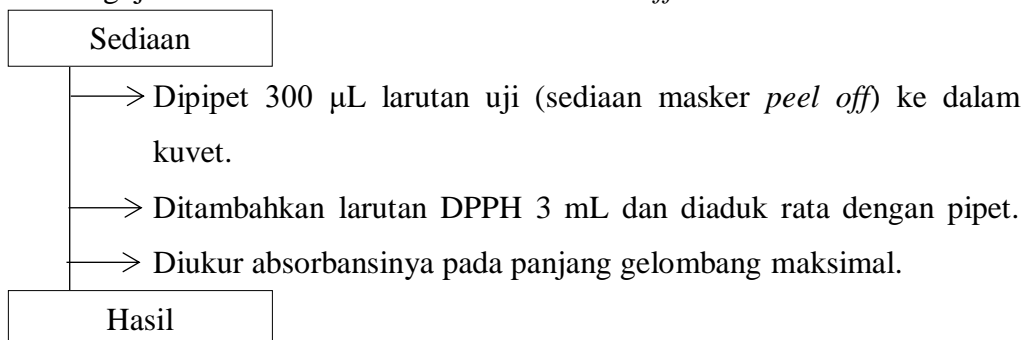 Sediaan
Dipipet 300 μL larutan uji (sediaan masker peel off) ke dalam
kuvet.
Ditambahkan larutan DPPH 3 mL dan diaduk rata dengan pipet.
Diukur absorbansinya pada panjang gelombang maksimal.
Hasil